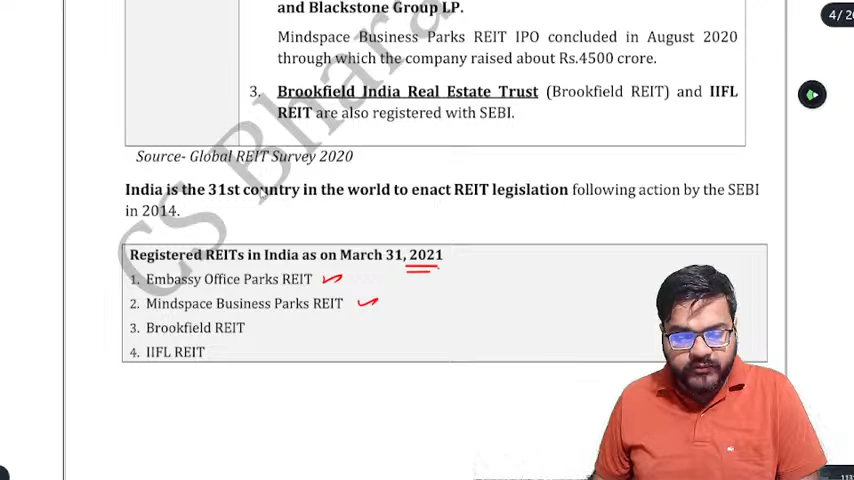 and Blackstone Group LP.
Mindspace Business Parks REIT IPO concluded in August 2020
through which the company raised about Rs.4500 crore.
3. Brookfield India Real Estate Trust (Brookfield REIT) and IIFL
REIT are also registered with SEBI.
Source- Global REIT Survey 2020
India is the 31st country in the world to enact REIT legislation following action by the SEBI
in 2014.
Registered REITs in India as on March 31, 2021
1. Embassy Office Parks REIT
2. Mindspace Business Parks REIT
3. Brookfield REIT
4. IIFL REIT
CS Bhara